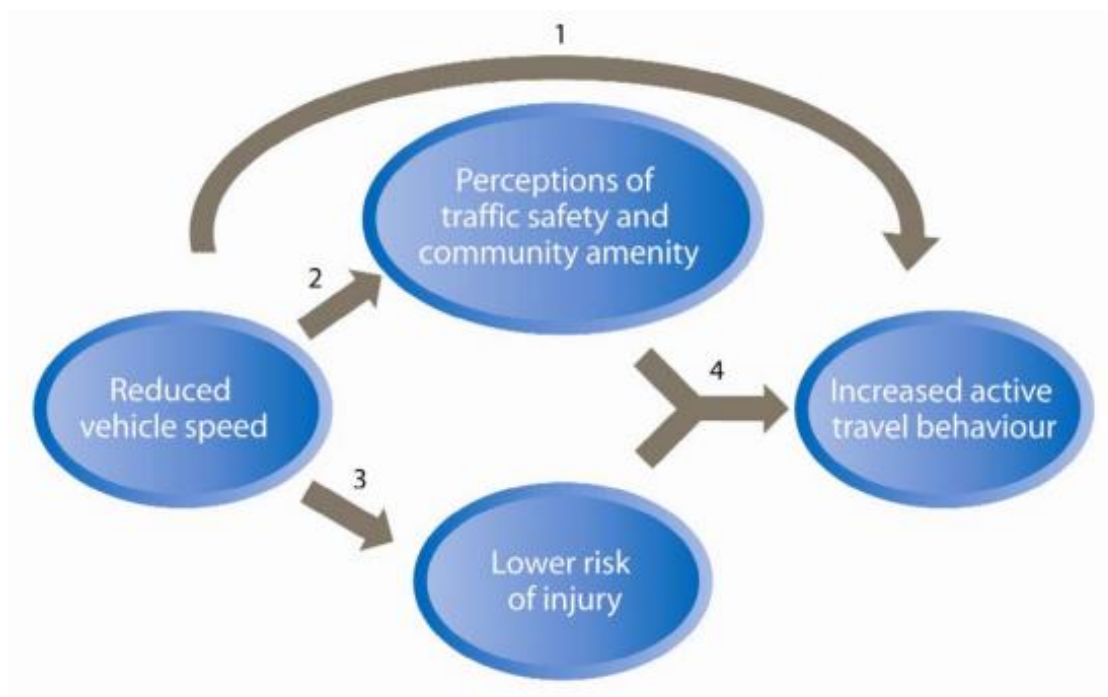 1
Perceptions of
traffic safety and
community amenity
2
4
Reduced
vehicle speed
Increased active
travel behaviour
3
Lower risk
of injury